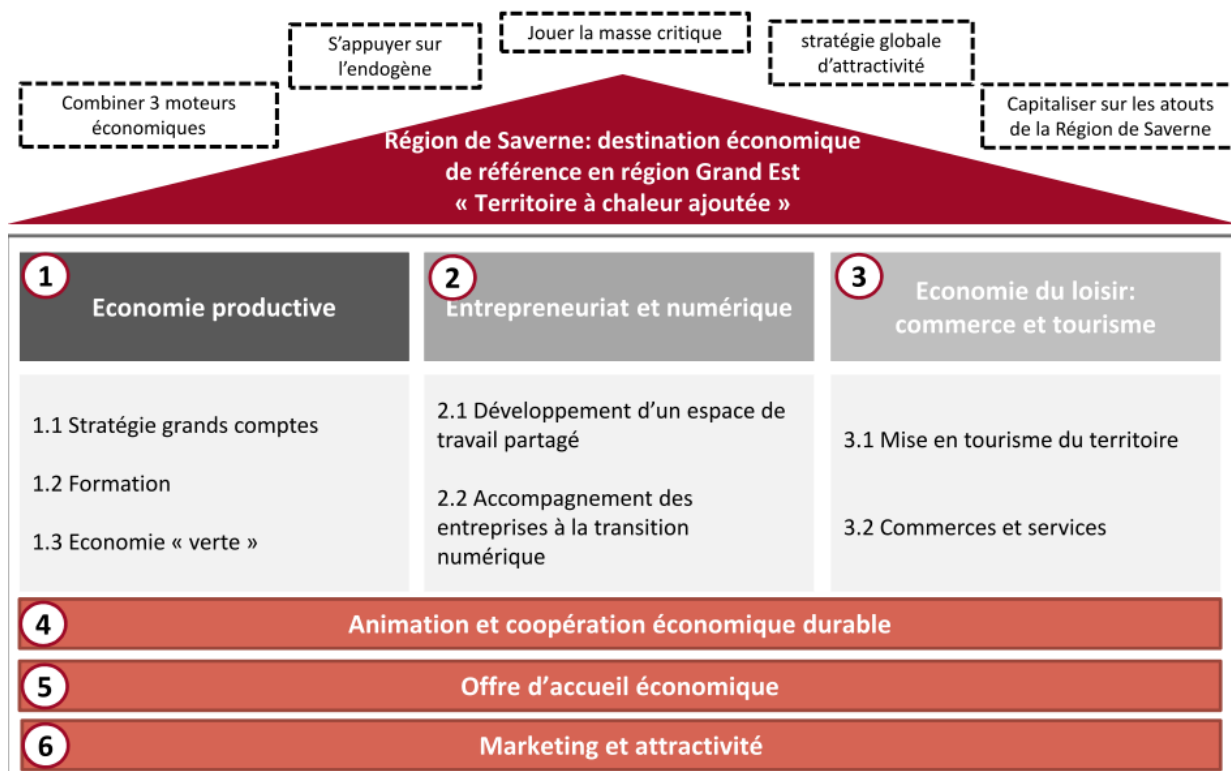 Combiner 3 moteurs
économiques
S'appuyer sur
l'endogène
Jouer la masse critique
stratégie globale
d'attractivité
Capitaliser sur les atouts
de la Région de Saverne
Région de Saverne: destination économique
de référence en région Grand Est
« Territoire à chaleur ajoutée »
1
Economie productive
1.1 Stratégie grands comptes
1.2 Formation
1.3 Economie « verte »
2
Entrepreneuriat et numérique
2.1 Développement d'un espace de
travail partagé
2.2 Accompagnement des
entreprises à la transition
numérique
3
Economie du loisir:
commerce et tourisme
3.1 Mise en tourisme du territoire
3.2 Commerces et services
4
Animation et coopération économique durable
5
Offre d'accueil économique
6
Marketing et attractivité